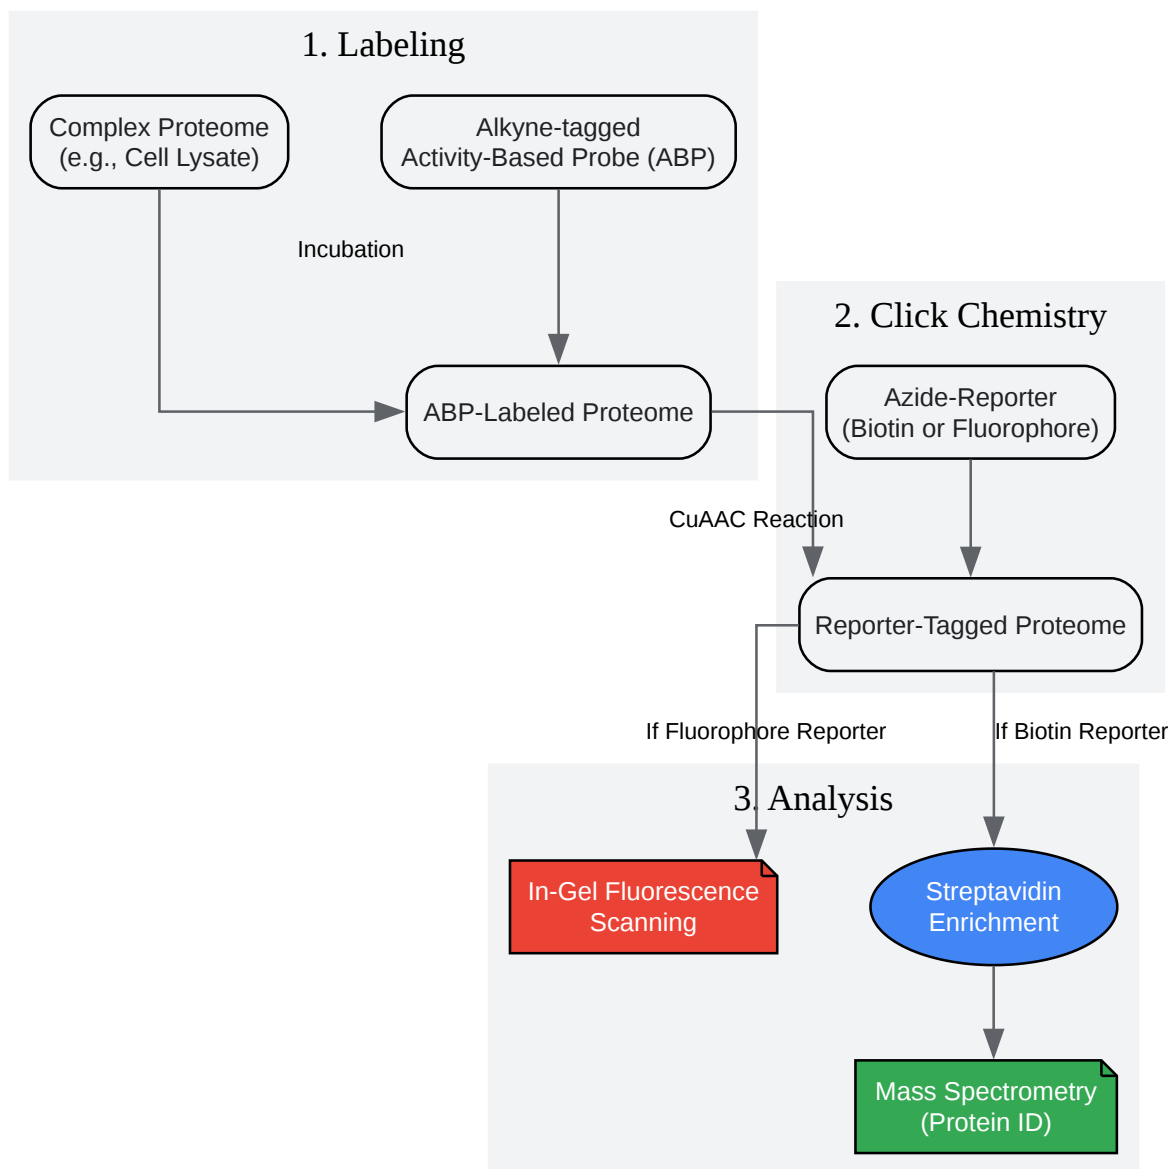 1. Labeling
Complex Proteome
(e.g., Cell Lysate)
Alkyne-tagged
Activity-Based Probe (ABP)
Incubation
ABP-Labeled Proteome
2. Click Chemistry
Azide-Reporter
(Biotin or Fluorophore)
CuAAC Reaction
Reporter-Tagged Proteome
If Fluorophore Reporter
If Biotin Reporter
3. Analysis
In-Gel Fluorescence
Scanning
Streptavidin
Enrichment
Mass Spectrometry
(Protein ID)